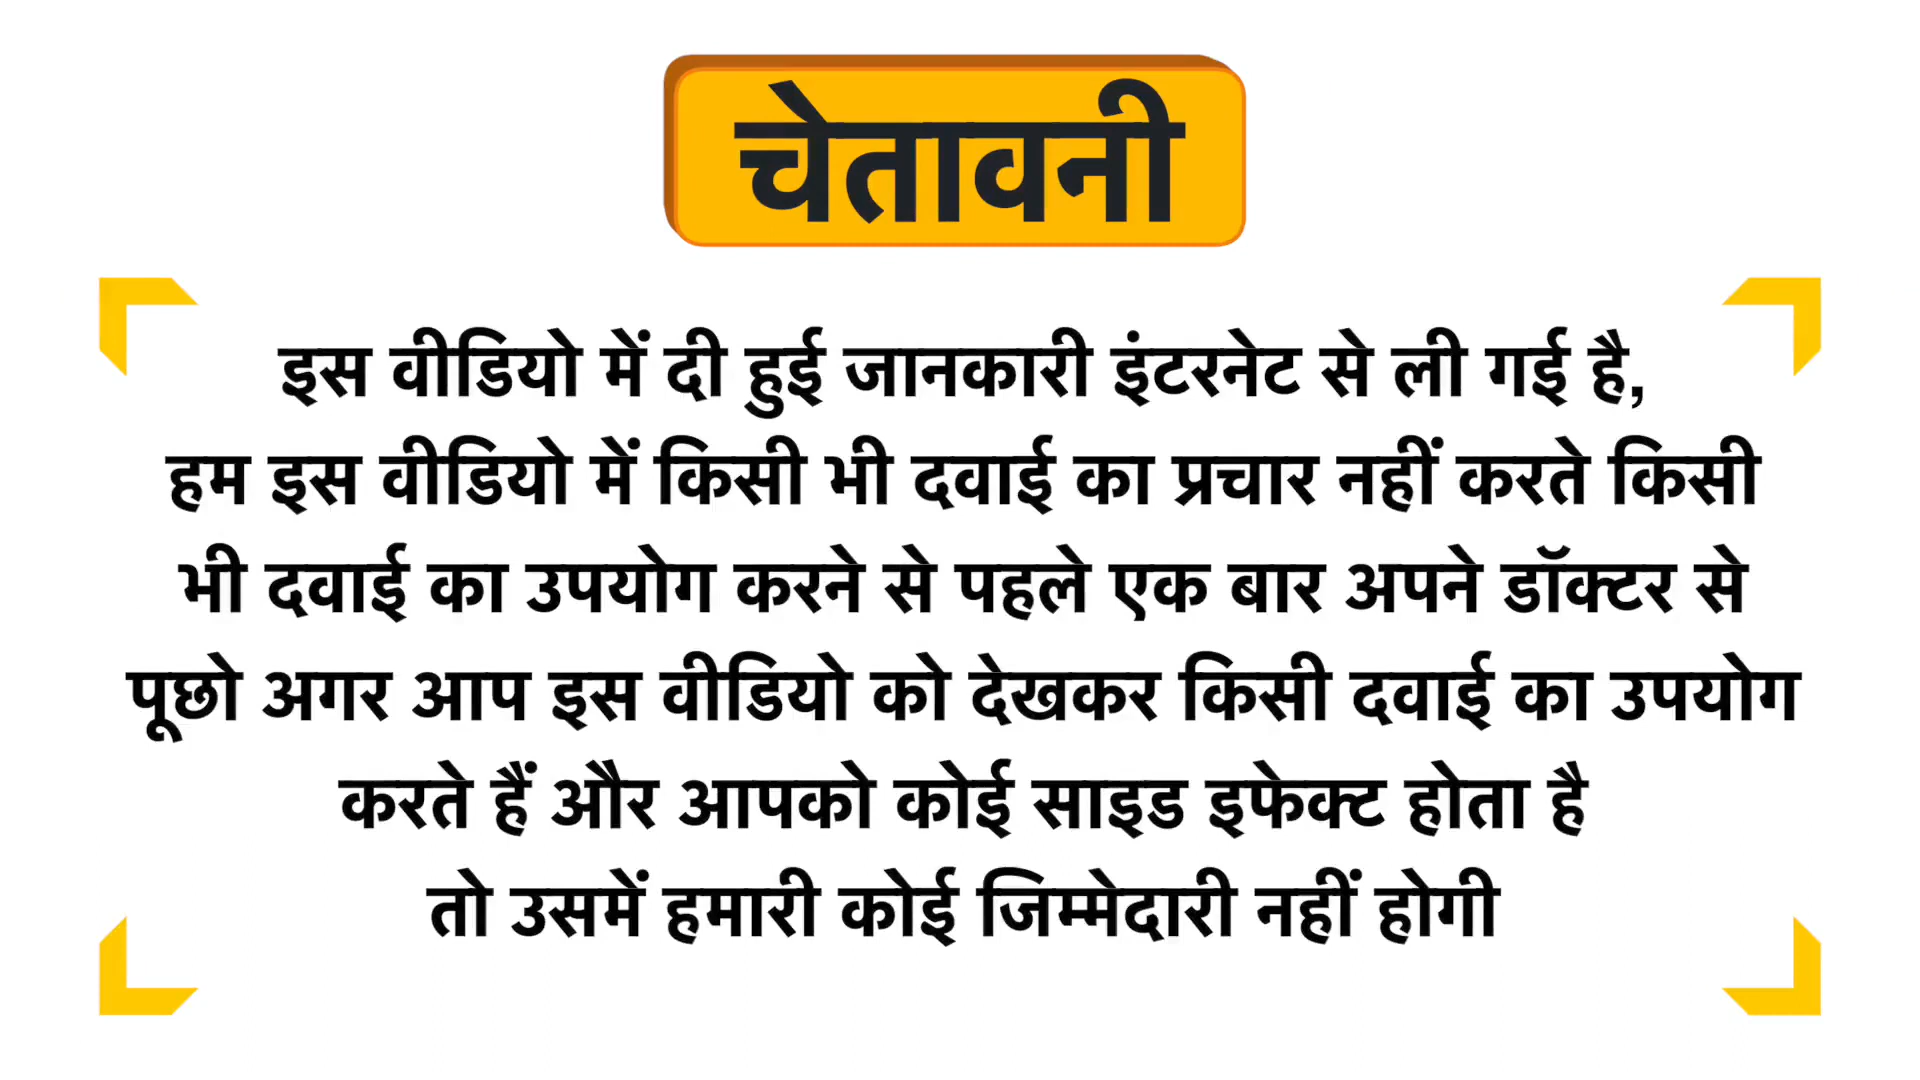 चेतावनी
इस वीडियो में दी हुई जानकारी इंटरनेट से ली गई है,
हम इस वीडियो में किसी भी दवाई का प्रचार नहीं करते किसी
भी दवाई का उपयोग करने से पहले एक बार अपने डॉक्टर से
पूछो अगर आप इस वीडियो को देखकर किसी दवाई का उपयोग
करते हैं और आपको कोई साइड इफेक्ट होता है
तो उसमें हमारी कोई जिम्मेदारी नहीं होगी